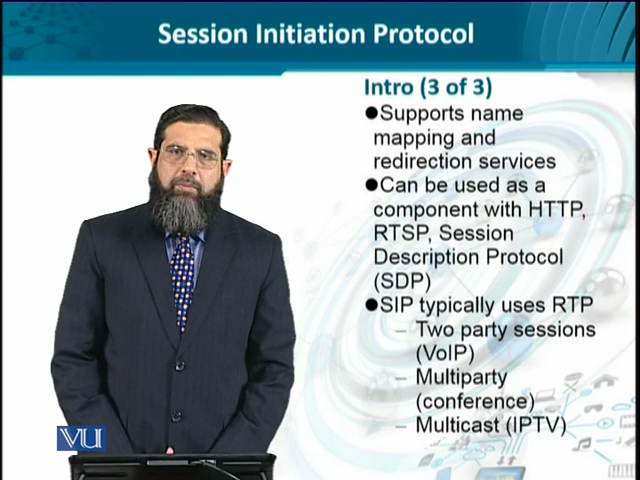 Session Initiation Protocol
Intro (3 of 3)
●Supports name
mapping and
redirection services
●Can be used as a
component with HTTP,
RTSP, Session
Description Protocol
(SDP)
●SIP typically uses RTP
– Two party sessions
(VoIP)
– Multiparty
(conference)
– Multicast (IPTV)
VU